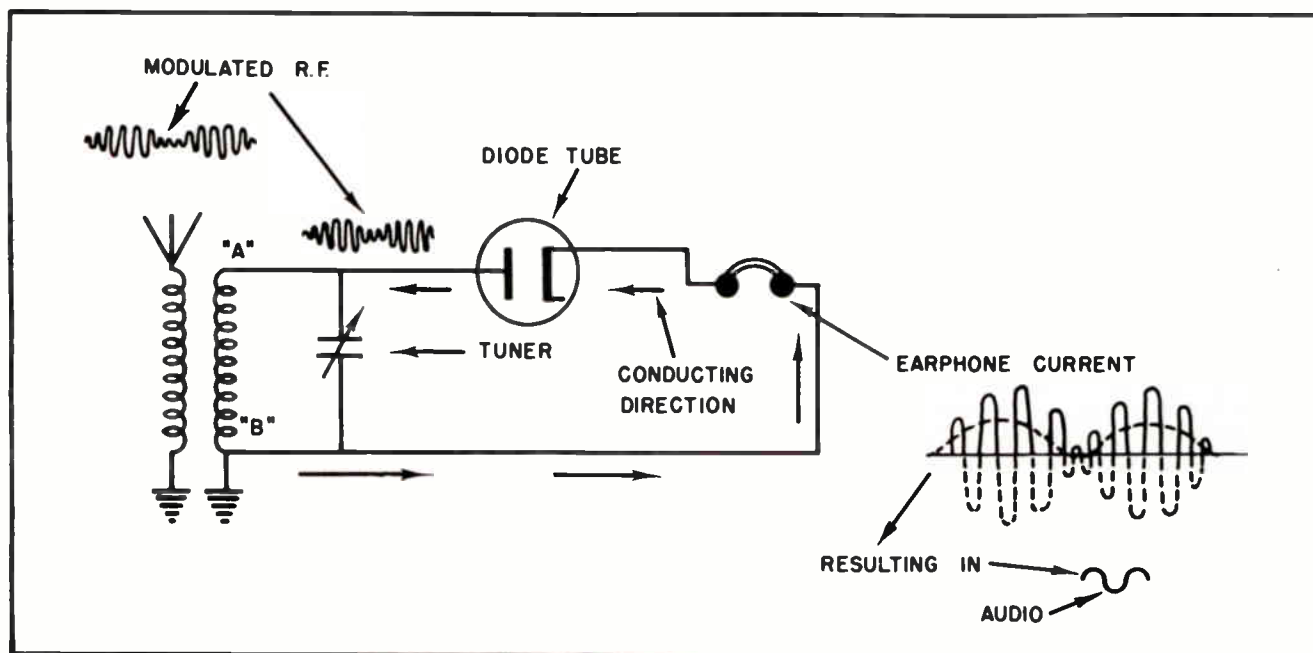 MODULATED R.F.
DIODE TUBE
"A"
TUNER
"B"
CONDUCTING
DIRECTION
EARPHONE CURRENT
RESULTING IN
AUDIO